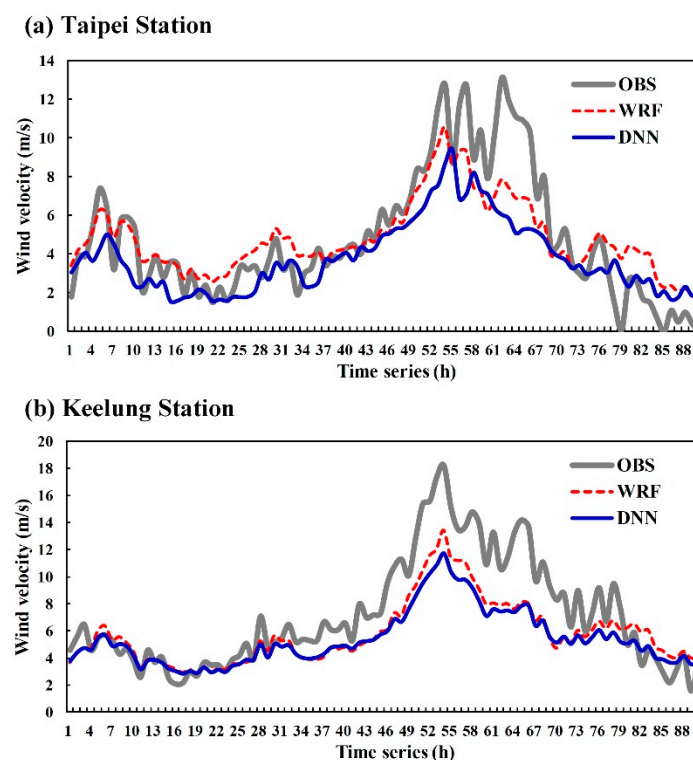 (a) Taipei Station
14
12
10
8
6
4
2
0
Wind velocity (m/s)
OBS
WRF
DNN
1 4 7 10 13 16 19 22 25 28 31 34 37 40 43 46 49 52 55 58 61 64 67 70 73 76 79 82 85 88
Time series (h)
(b) Keelung Station
20
18
16
14
12
10
8
6
4
2
0
Wind velocity (m/s)
OBS
WRF
DNN
1 4 7 10 13 16 19 22 25 28 31 34 37 40 43 46 49 52 55 58 61 64 67 70 73 76 79 82 85 88
Time series (h)